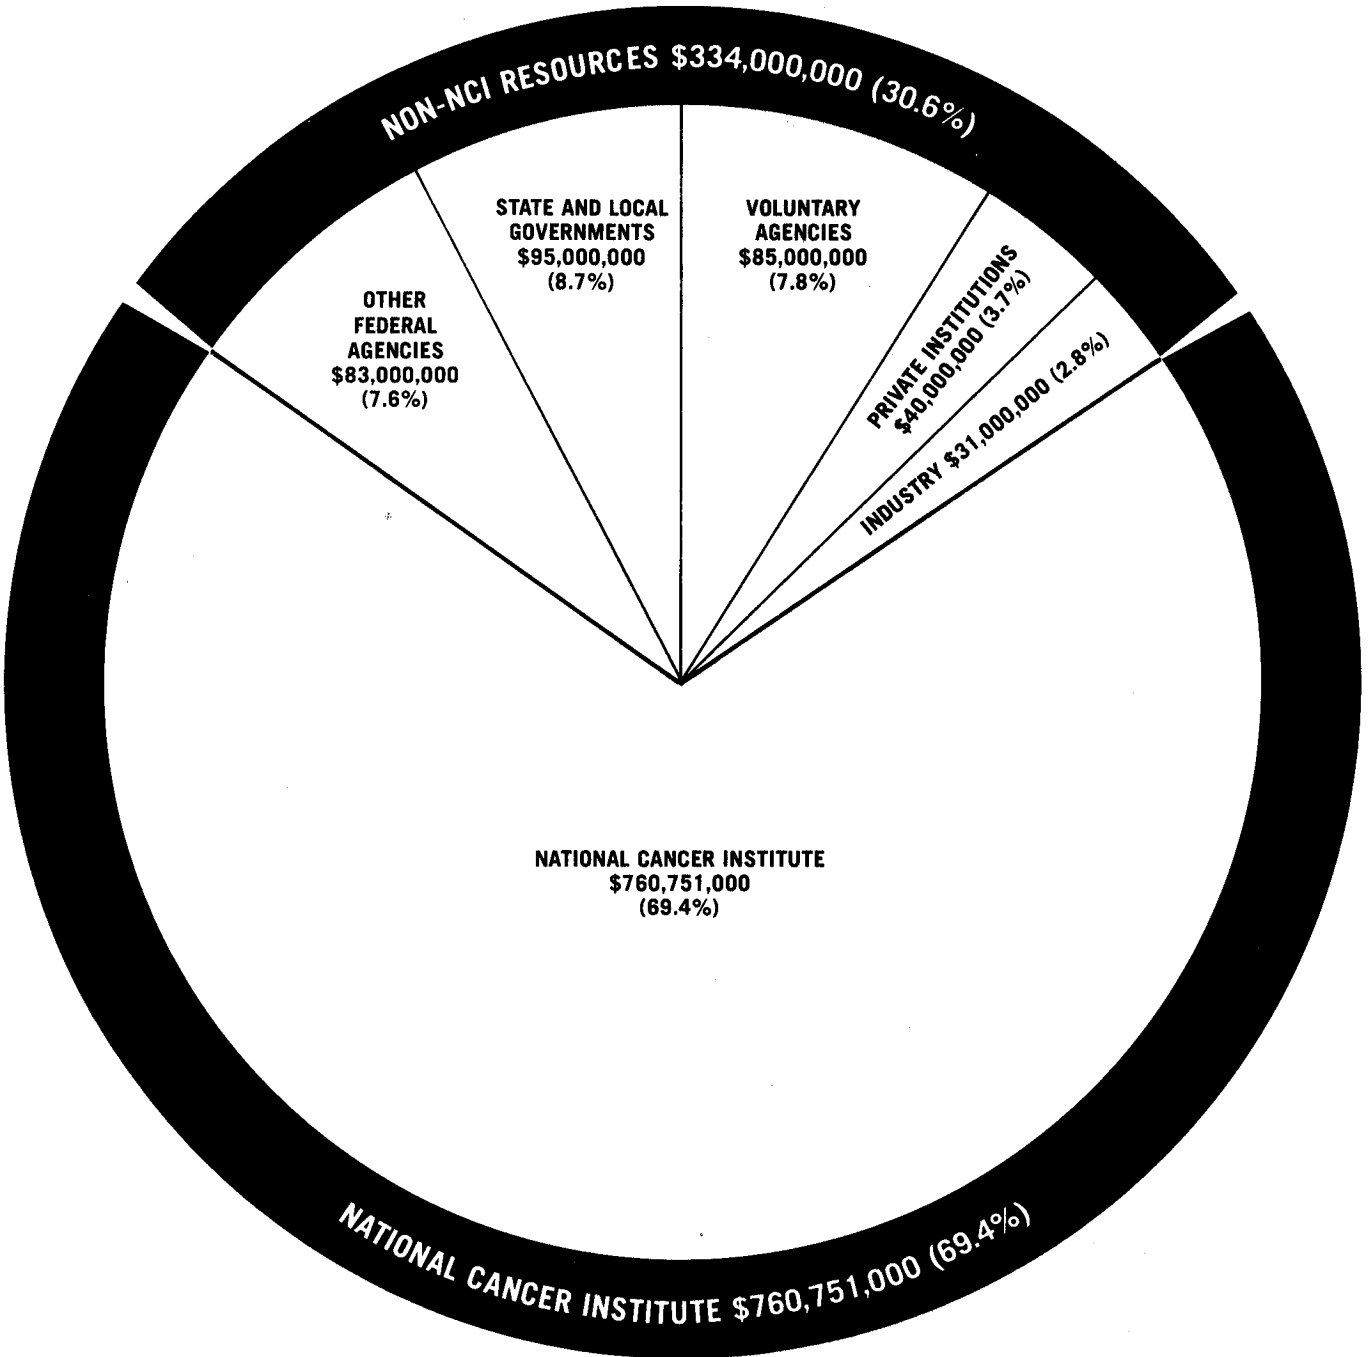 NON-NCI RESOURCES $334,000,000 (30.6%)
STATE AND LOCAL
GOVERNMENTS
$95,000,000
(8.7%)
VOLUNTARY
AGENCIES
$85,000,000
(7.8%)
OTHER
FEDERAL
AGENCIES
$83,000,000
(7.6%)
PRIVATE INSTITUTIONS
$40,000,000 (3.7%)
INDUSTRY $31,000,000 (2.8%)
NATIONAL CANCER INSTITUTE
$760,751,000
(69.4%)
NATIONAL CANCER INSTITUTE $760,751,000 (69.4%)